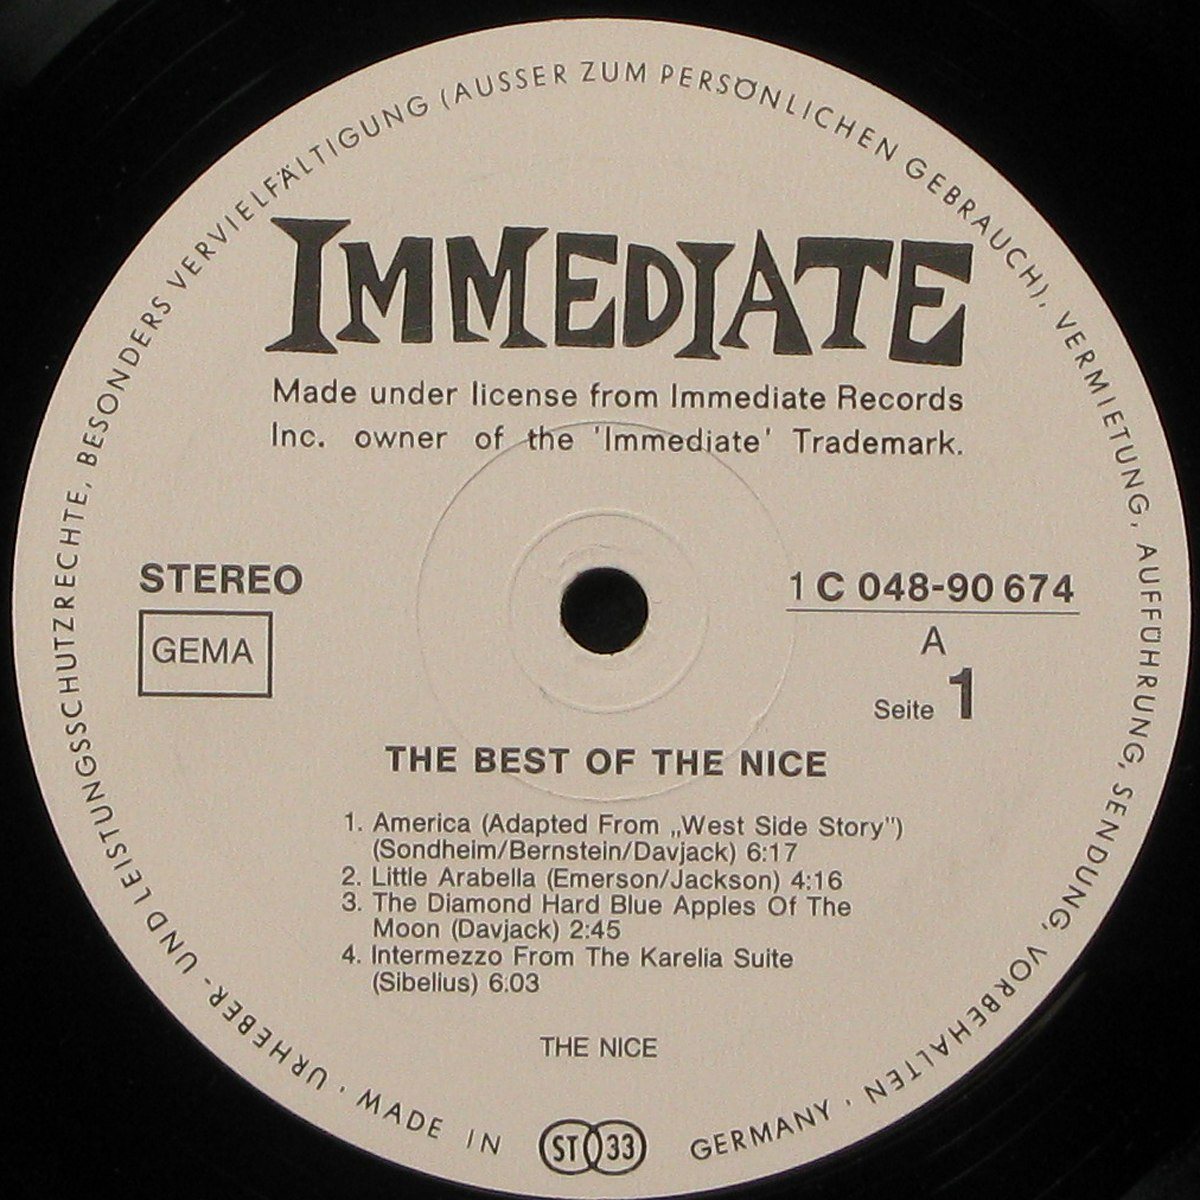 URHEBER- UND LEISTUNGSSCHUTZRECHTE, BESONDERS VERVIELFÄLTIGUNG (AUSSER ZUM PERSÖNLICHEN GEBRAUCH), VERMIETUNG, AUFFÜHRUNG, SENDUNG, VORBEHALTEN ·
IMMEDIATE
Made under license from Immediate Records
Inc. owner of the 'Immediate' Trademark.
STEREO
GEMA
1 C 048-90 674
A
Seite 1
THE BEST OF THE NICE
1. America (Adapted From „West Side Story")
(Sondheim/Bernstein/Davjack) 6:17
2. Little Arabella (Emerson/Jackson) 4:16
3. The Diamond Hard Blue Apples Of The
Moon (Davjack) 2:45
4. Intermezzo From The Karelia Suite
(Sibelius) 6:03
THE NICE
· MADE IN GERMANY
ST 33